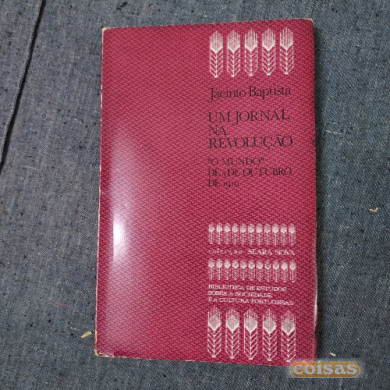 Jacinto Baptista
UM JORNAL
NA
REVOLUÇÃO
"O MUNDO"
DE 5 DE OUTUBRO
DE 1910
colecção SEARA NOVA
BIBLIOTECA DE ESTUDOS
SOBRE A SOCIEDADE
E A CULTURA PORTUGUESAS
coisas